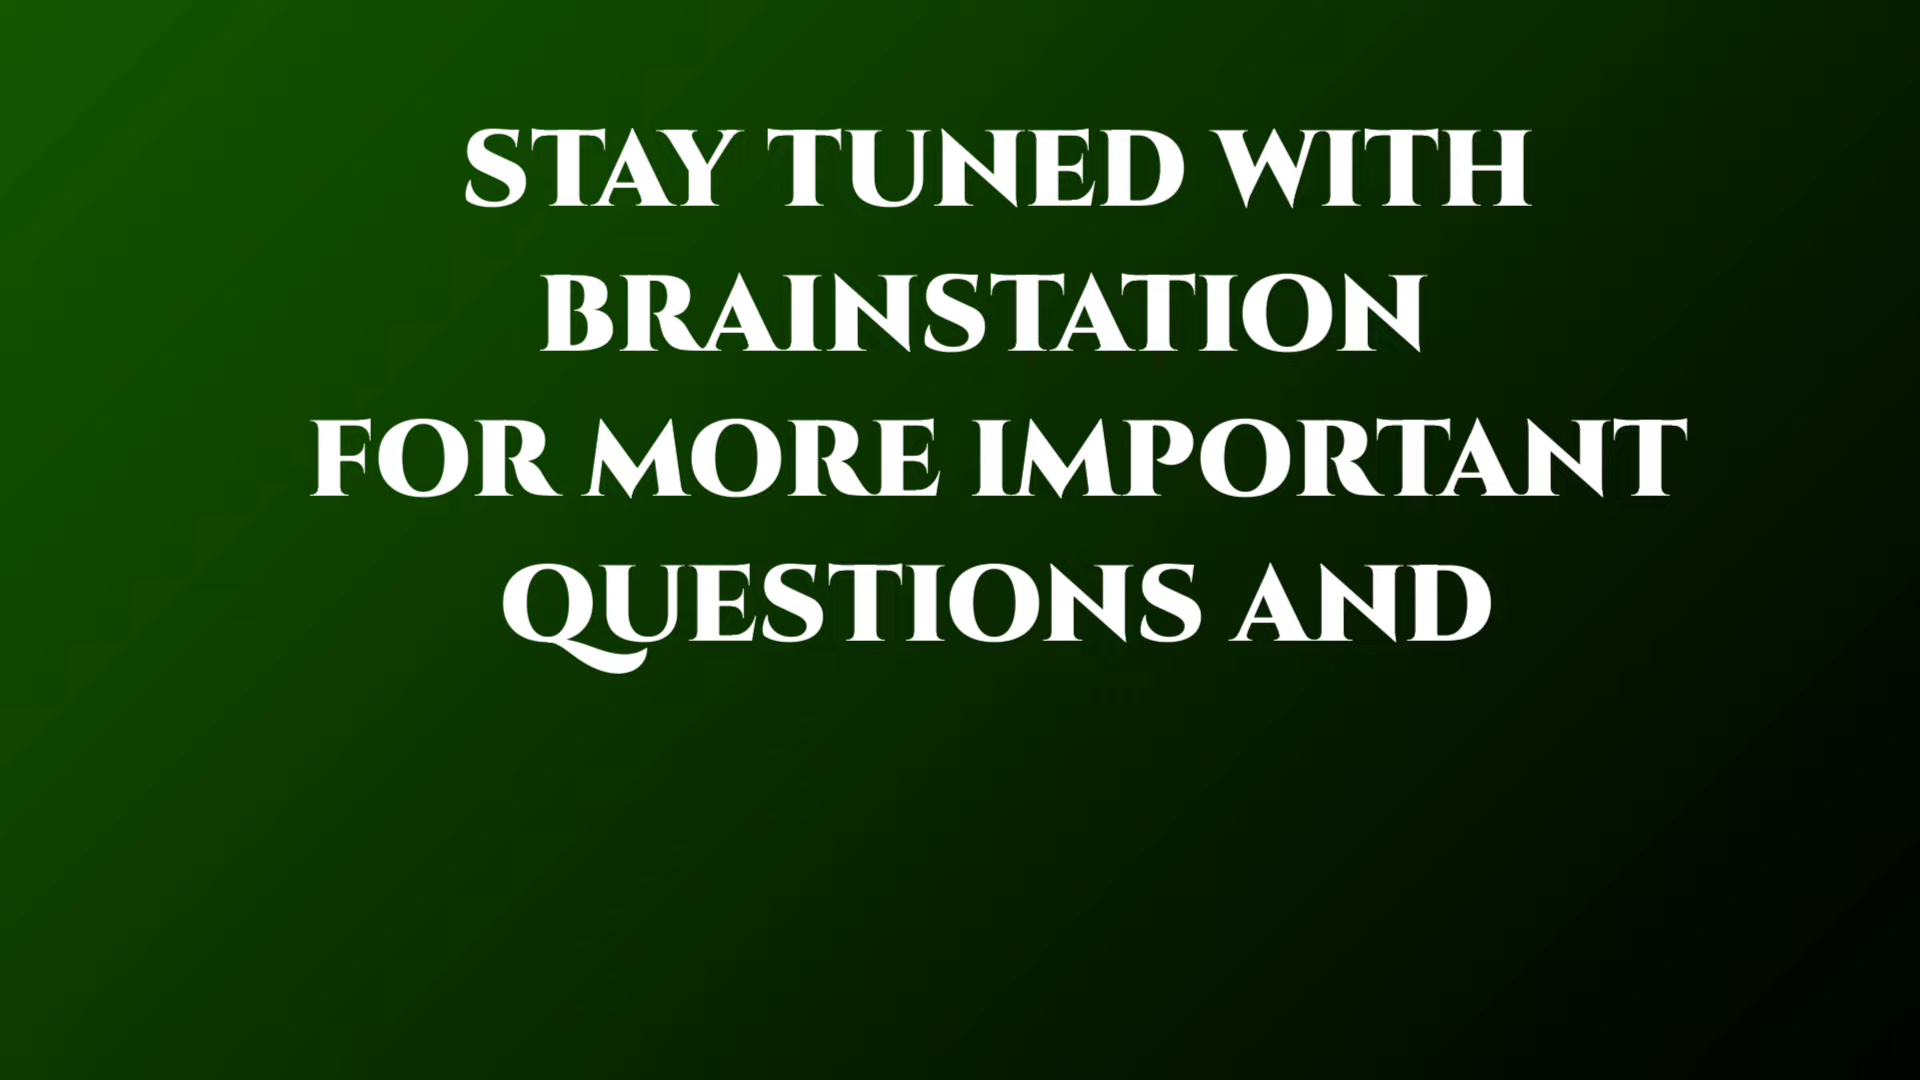 STAY TUNED WITH
BRAINSTATION
FOR MORE IMPORTANT
QUESTIONS AND